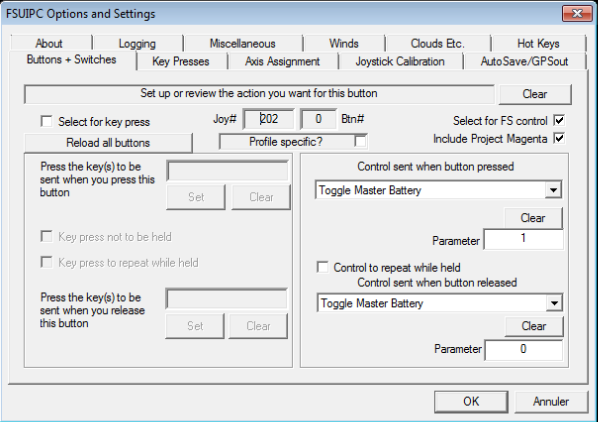 FSUIPC Options and Settings
About Logging Miscellaneous Winds Clouds Etc. Hot Keys
Buttons + Switches Key Presses Axis Assignment Joystick Calibration AutoSave/GPSout
Set up or review the action you want for this button Clear
Select for key press Joy# 202 0 Btn# Select for FS control
Reload all buttons Profile specific? Include Project Magenta
Press the key(s) to be
sent when you press this
button
Set Clear
Key press not to be held
Key press to repeat while held
Press the key(s) to be
sent when you release
this button
Set Clear
Control sent when button pressed
Toggle Master Battery
Clear
Parameter 1
Control to repeat while held
Control sent when button released
Toggle Master Battery
Clear
Parameter 0
OK Annuler